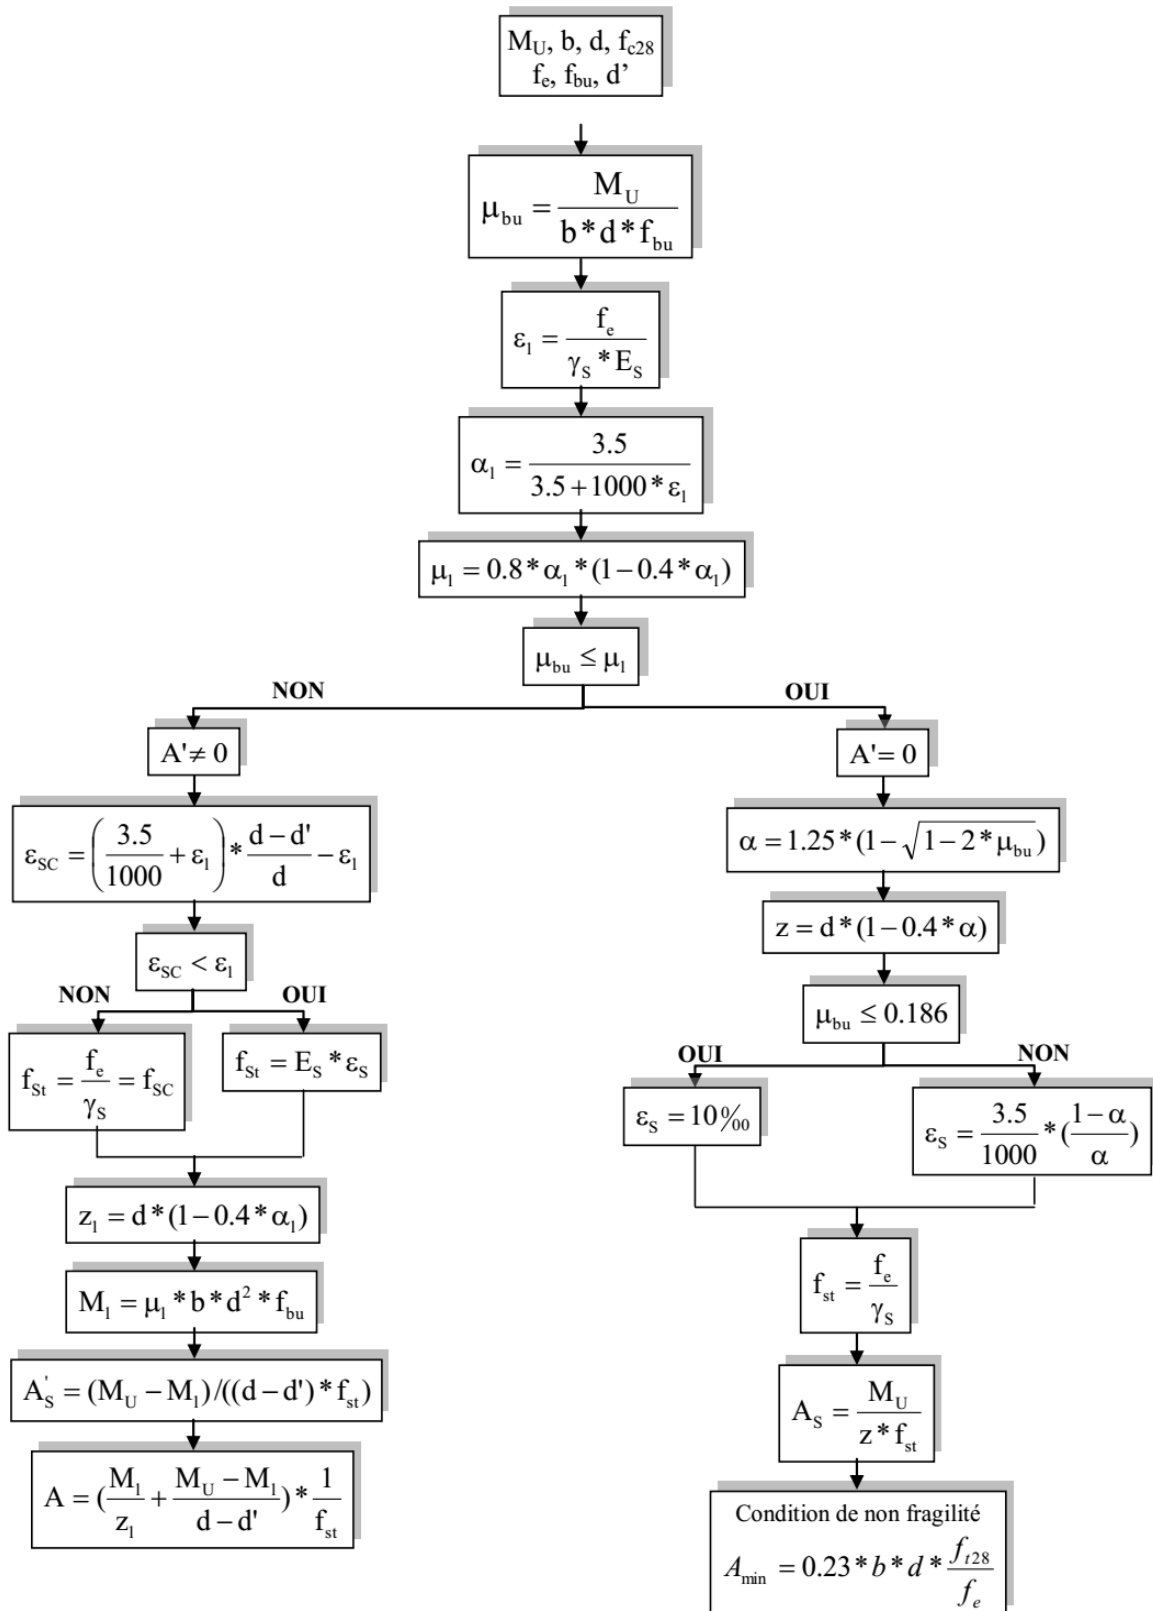 M_U, b, d, f_c28
f_e, f_bu, d’
μ_bu = M_U / (b * d * f_bu)
ε_l = f_e / (γ_S * E_S)
α_l = 3.5 / (3.5 + 1000 * ε_l)
μ_l = 0.8 * α_l * (1 − 0.4 * α_l)
μ_bu ≤ μ_l
NON
OUI
A' ≠ 0
ε_SC = (3.5/1000 + ε_l) * (d − d')/d − ε_l
ε_SC < ε_l
NON
OUI
f_St = f_e/γ_S = f_SC
f_St = E_S * ε_S
z_l = d * (1 − 0.4 * α_l)
M_l = μ_l * b * d² * f_bu
A'_S = (M_U − M_l)/((d − d') * f_st)
A = (M_l/z_l + (M_U − M_l)/(d − d')) * 1/f_st
A' = 0
α = 1.25 * (1 − √(1 − 2 * μ_bu))
z = d * (1 − 0.4 * α)
μ_bu ≤ 0.186
OUI
NON
ε_S = 10‰
ε_S = 3.5/1000 * ((1 − α)/α)
f_st = f_e/γ_S
A_S = M_U / (z * f_st)
Condition de non fragilité
A_min = 0.23 * b * d * f_t28/f_e